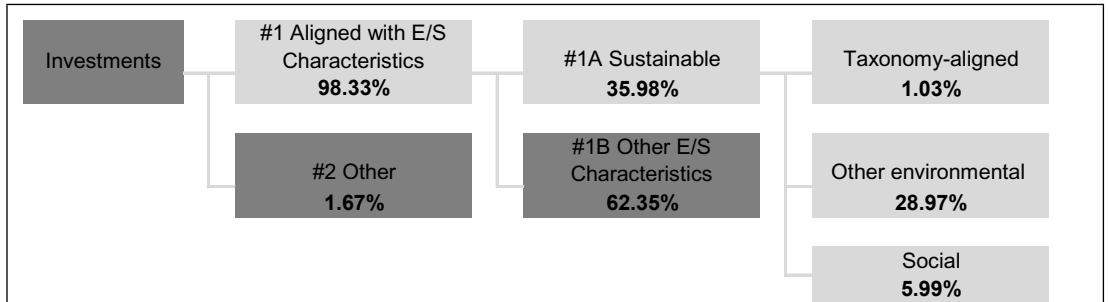 Investments
#1 Aligned with E/S
Characteristics
98.33%
#2 Other
1.67%
#1A Sustainable
35.98%
#1B Other E/S
Characteristics
62.35%
Taxonomy-aligned
1.03%
Other environmental
28.97%
Social
5.99%